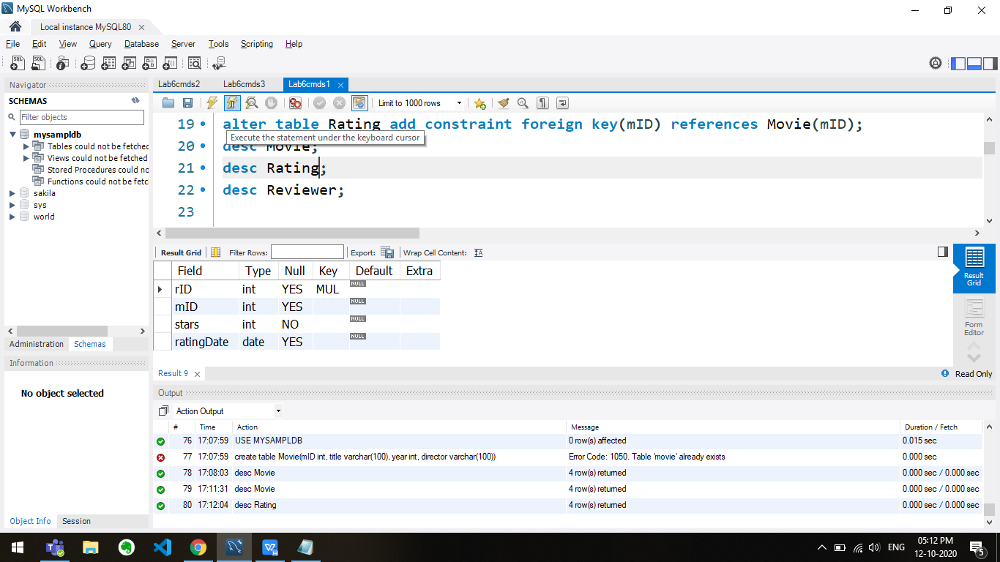 MySQL Workbench
Local instance MySQL80
File Edit View Query Database Server Tools Scripting Help
Navigator
SCHEMAS
Filter objects
mysampldb
Tables could not be fetched
Views could not be fetched
Stored Procedures could no
Functions could not be fetc
sakila
sys
world
Administration Schemas
Information
No object selected
Object Info Session
Lab6cmds2 Lab6cmds3 Lab6cmds1
Limit to 1000 rows
19 alter table Rating add constraint foreign key(mID) references Movie(mID);
Execute the statement under the keyboard cursor
20 desc Movie;
21 desc Rating;
22 desc Reviewer;
23
Result Grid Filter Rows: Export: Wrap Cell Content:
Field Type Null Key Default Extra
rID int YES MUL NULL
mID int YES NULL
stars int NO NULL
ratingDate date YES NULL
Result Grid
Form Editor
Result 9
Read Only
Output
Action Output
# Time Action Message Duration / Fetch
76 17:07:59 USE MYSAMPLDB 0 row(s) affected 0.015 sec
77 17:07:59 create table Movie(mID int, title varchar(100), year int, director varchar(100)) Error Code: 1050. Table 'movie' already exists 0.000 sec
78 17:08:03 desc Movie 4 row(s) returned 0.000 sec / 0.000 sec
79 17:11:31 desc Movie 4 row(s) returned 0.000 sec / 0.000 sec
80 17:12:04 desc Rating 4 row(s) returned 0.000 sec / 0.000 sec
ENG
05:12 PM
12-10-2020
5